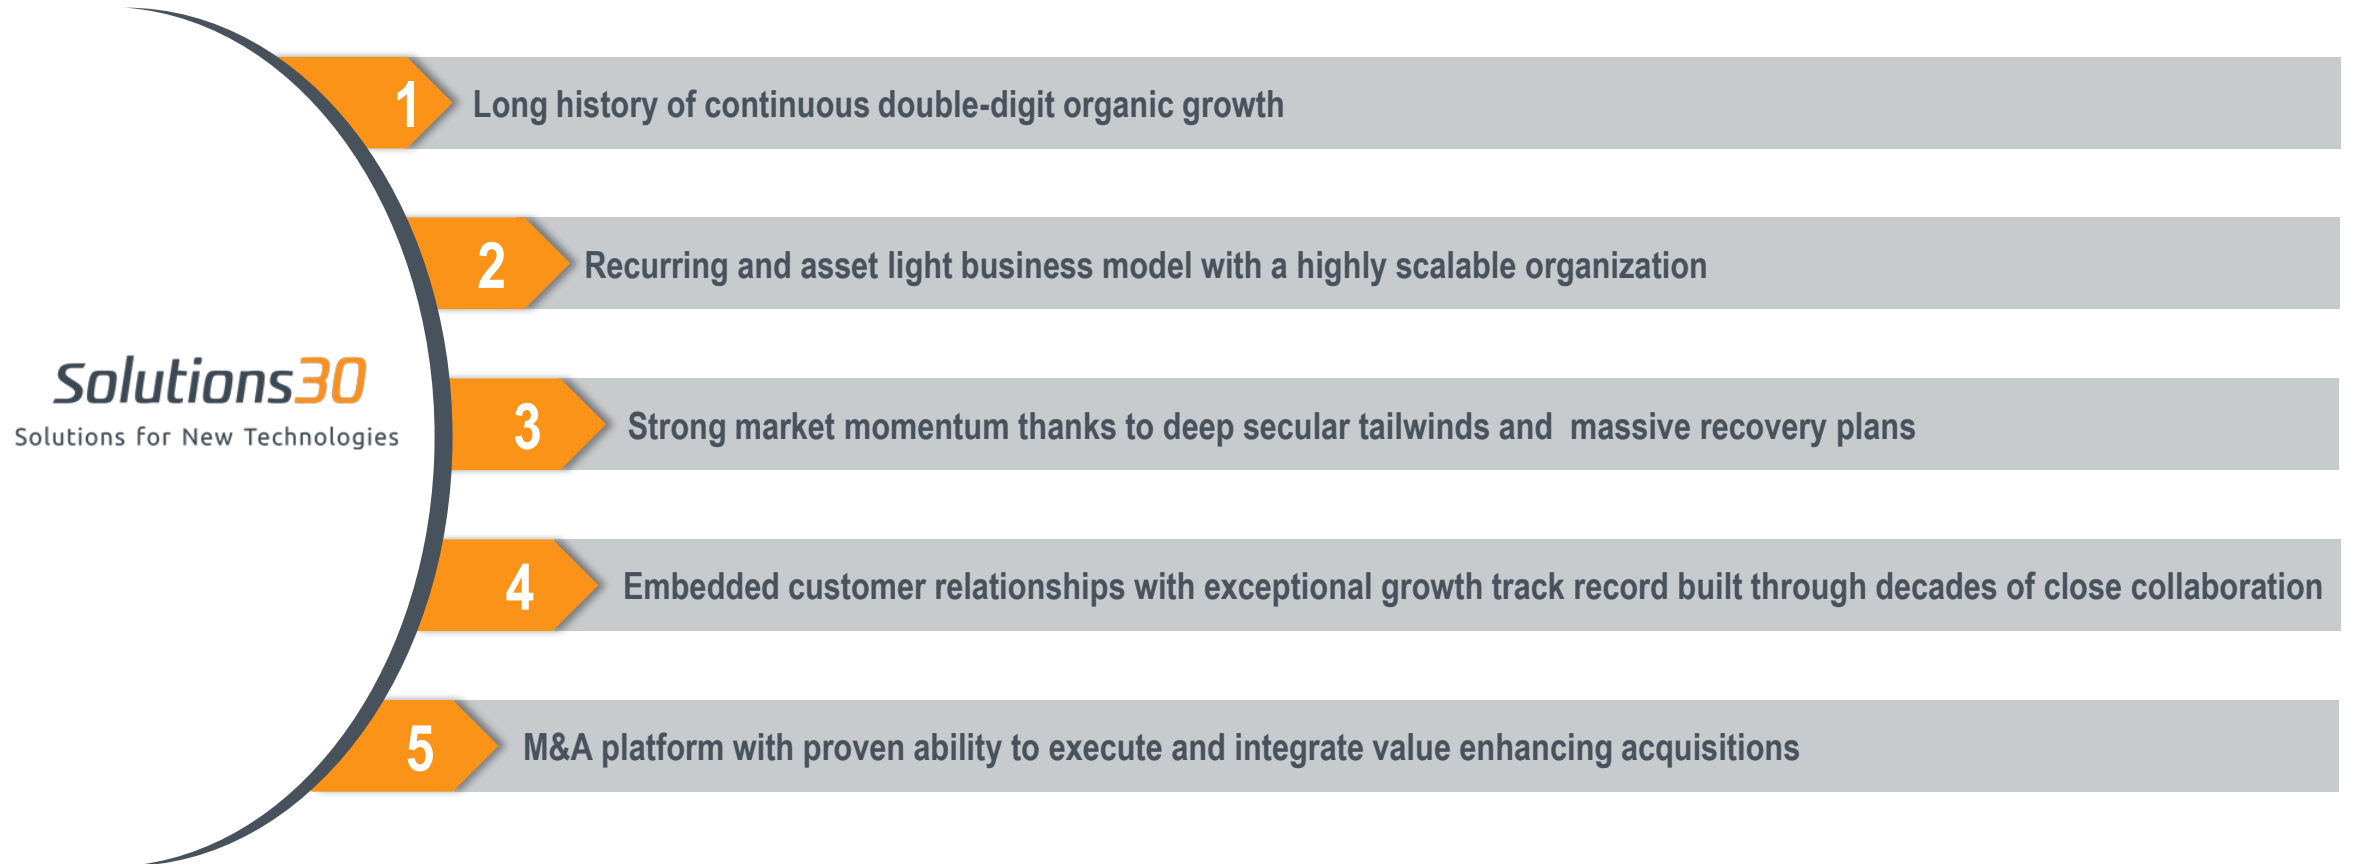 1
Long history of continuous double-digit organic growth
2
Recurring and asset light business model with a highly scalable organization
Solutions30
Solutions for New Technologies
3
Strong market momentum thanks to deep secular tailwinds and  massive recovery plans
4
Embedded customer relationships with exceptional growth track record built through decades of close collaboration
5
M&A platform with proven ability to execute and integrate value enhancing acquisitions